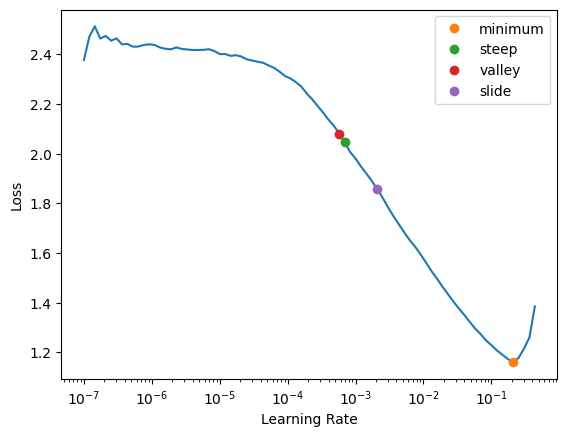 minimum
steep
valley
slide
Loss
2.4
2.2
2.0
1.8
1.6
1.4
1.2
10⁻⁷ 10⁻⁶ 10⁻⁵ 10⁻⁴ 10⁻³ 10⁻² 10⁻¹
Learning Rate